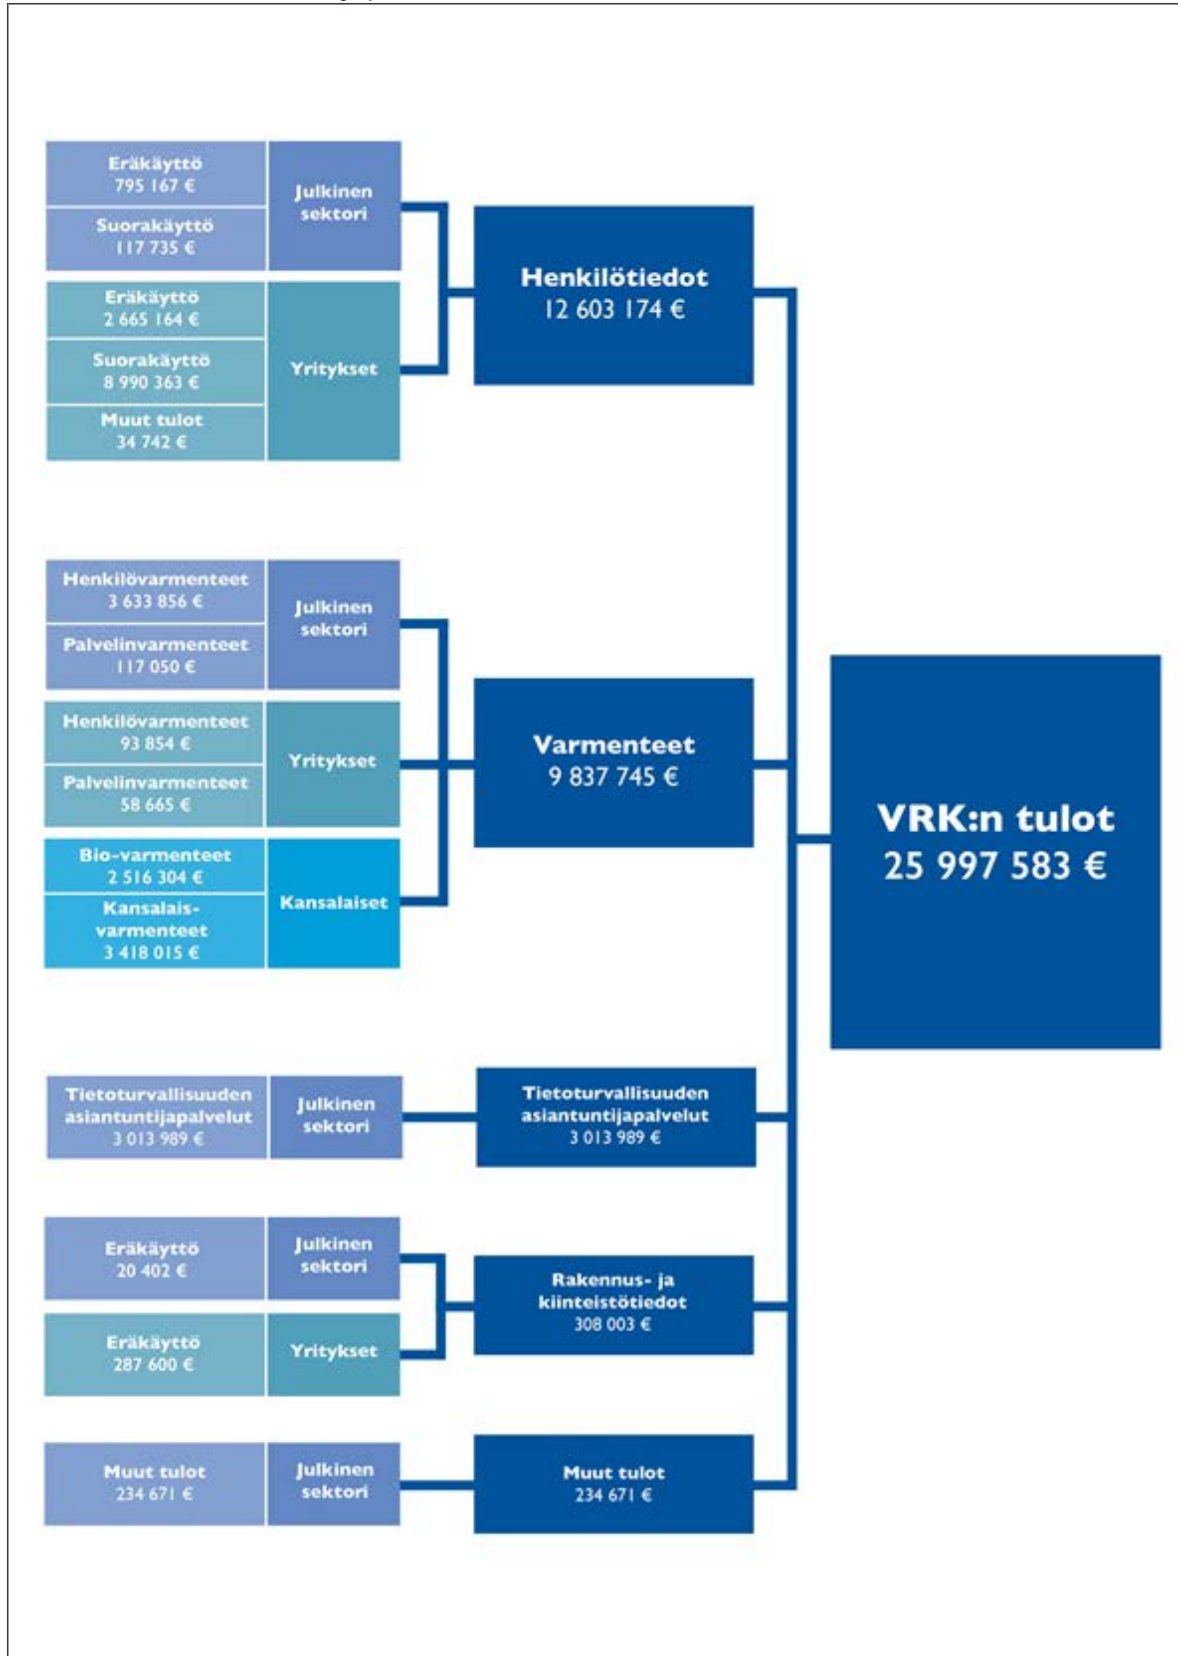 Eräkäyttö
795 167 €
Suorakäyttö
117 735 €
Julkinen
sektori
Eräkäyttö
2 665 164 €
Suorakäyttö
8 990 363 €
Muut tulot
34 742 €
Yritykset
Henkilötiedot
12 603 174 €
Henkilövarmenteet
3 633 856 €
Palvelinvarmenteet
117 050 €
Julkinen
sektori
Henkilövarmenteet
93 854 €
Palvelinvarmenteet
58 665 €
Yritykset
Bio-varmenteet
2 516 304 €
Kansalais-
varmenteet
3 418 015 €
Kansalaiset
Varmenteet
9 837 745 €
VRK:n tulot
25 997 583 €
Tietoturvallisuuden
asiantuntijapalvelut
3 013 989 €
Julkinen
sektori
Tietoturvallisuuden
asiantuntijapalvelut
3 013 989 €
Eräkäyttö
20 402 €
Julkinen
sektori
Eräkäyttö
287 600 €
Yritykset
Rakennus- ja
kiinteistötiedot
308 003 €
Muut tulot
234 671 €
Julkinen
sektori
Muut tulot
234 671 €